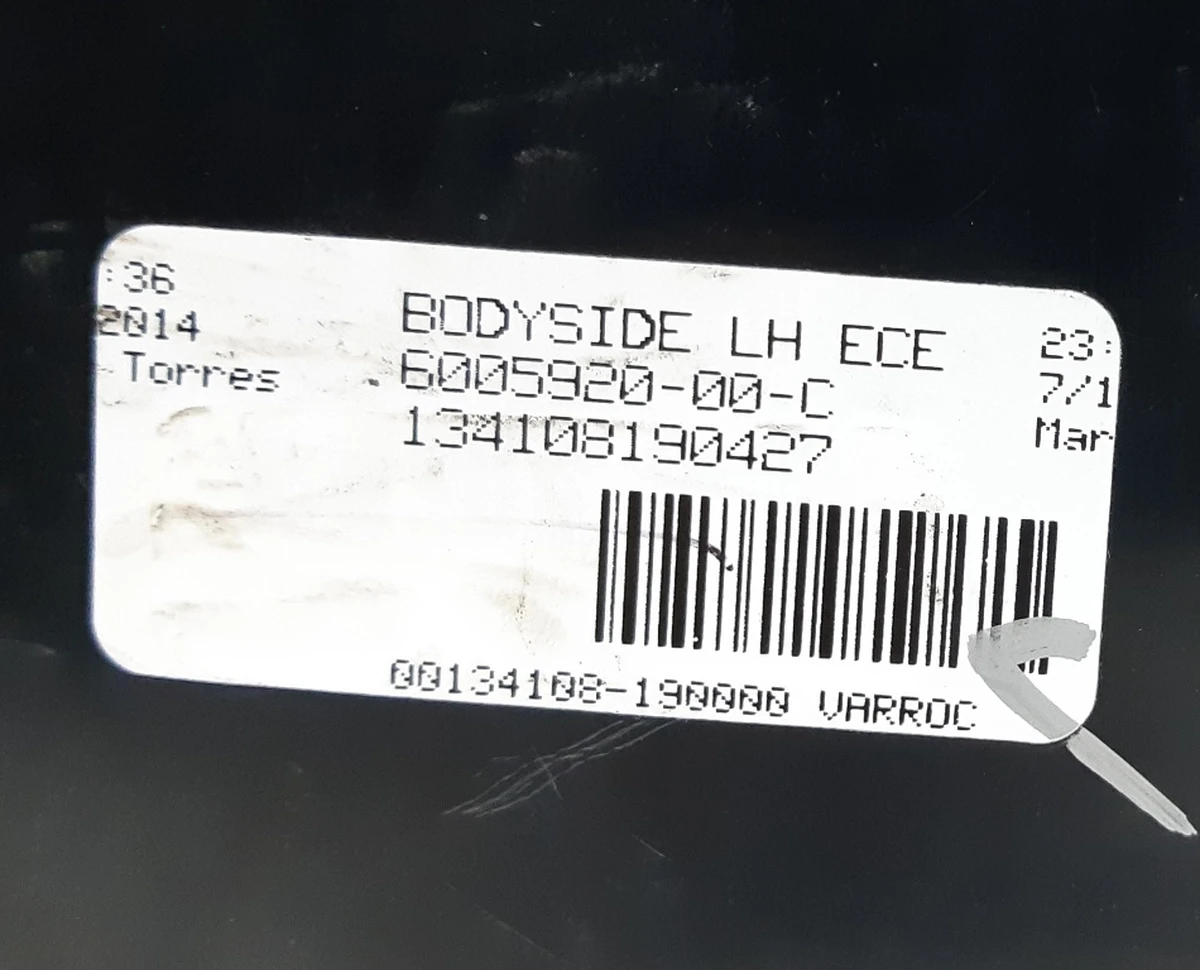 :36
2014
Torres
BODYSIDE LH ECE
6005920-00-C
134108190427
23:
7/1
Mar
00134108-190000 VARROC